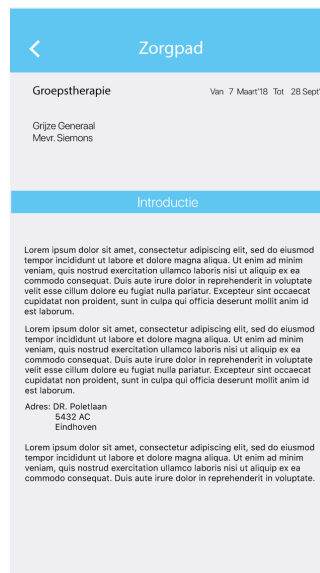 Zorgpad
Groepstherapie Van 7 Maart'18 Tot 28 Sept'
Grijze Generaal
Mevr. Siemons
Introductie
Lorem ipsum dolor sit amet, consectetur adipiscing elit, sed do eiusmod
tempor incididunt ut labore et dolore magna aliqua. Ut enim ad minim
veniam, quis nostrud exercitation ullamco laboris nisi ut aliquip ex ea
commodo consequat. Duis aute irure dolor in reprehenderit in voluptate
velit esse cillum dolore eu fugiat nulla pariatur. Excepteur sint occaecat
cupidatat non proident, sunt in culpa qui officia deserunt mollit anim id
est laborum.
Lorem ipsum dolor sit amet, consectetur adipiscing elit, sed do eiusmod
tempor incididunt ut labore et dolore magna aliqua. Ut enim ad minim
veniam, quis nostrud exercitation ullamco laboris nisi ut aliquip ex ea
commodo consequat. Duis aute irure dolor in reprehenderit in voluptate
velit esse cillum dolore eu fugiat nulla pariatur. Excepteur sint occaecat
cupidatat non proident, sunt in culpa qui officia deserunt mollit anim id
est laborum.
Adres: DR. Poletlaan
5432 AC
Eindhoven
Lorem ipsum dolor sit amet, consectetur adipiscing elit, sed do eiusmod
tempor incididunt ut labore et dolore magna aliqua. Ut enim ad minim
veniam, quis nostrud exercitation ullamco laboris nisi ut aliquip ex ea
commodo consequat. Duis aute irure dolor in reprehenderit in voluptate.